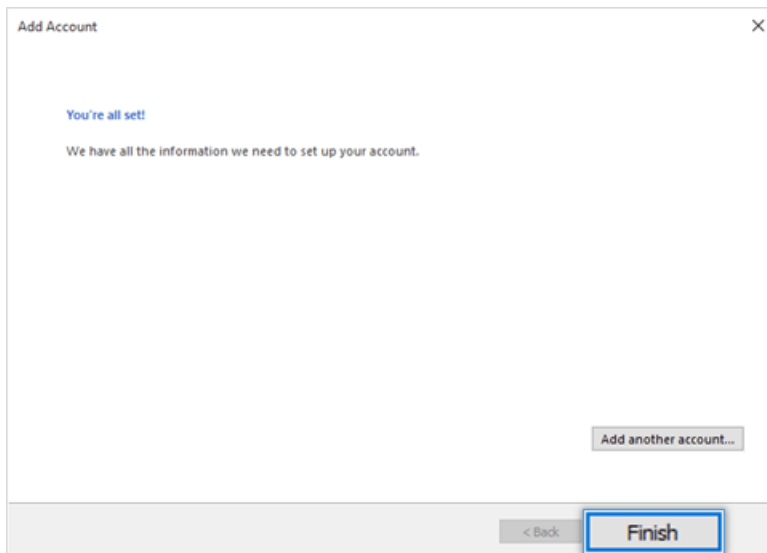 Add Account
You're all set!
We have all the information we need to set up your account.
Add another account...
< Back
Finish